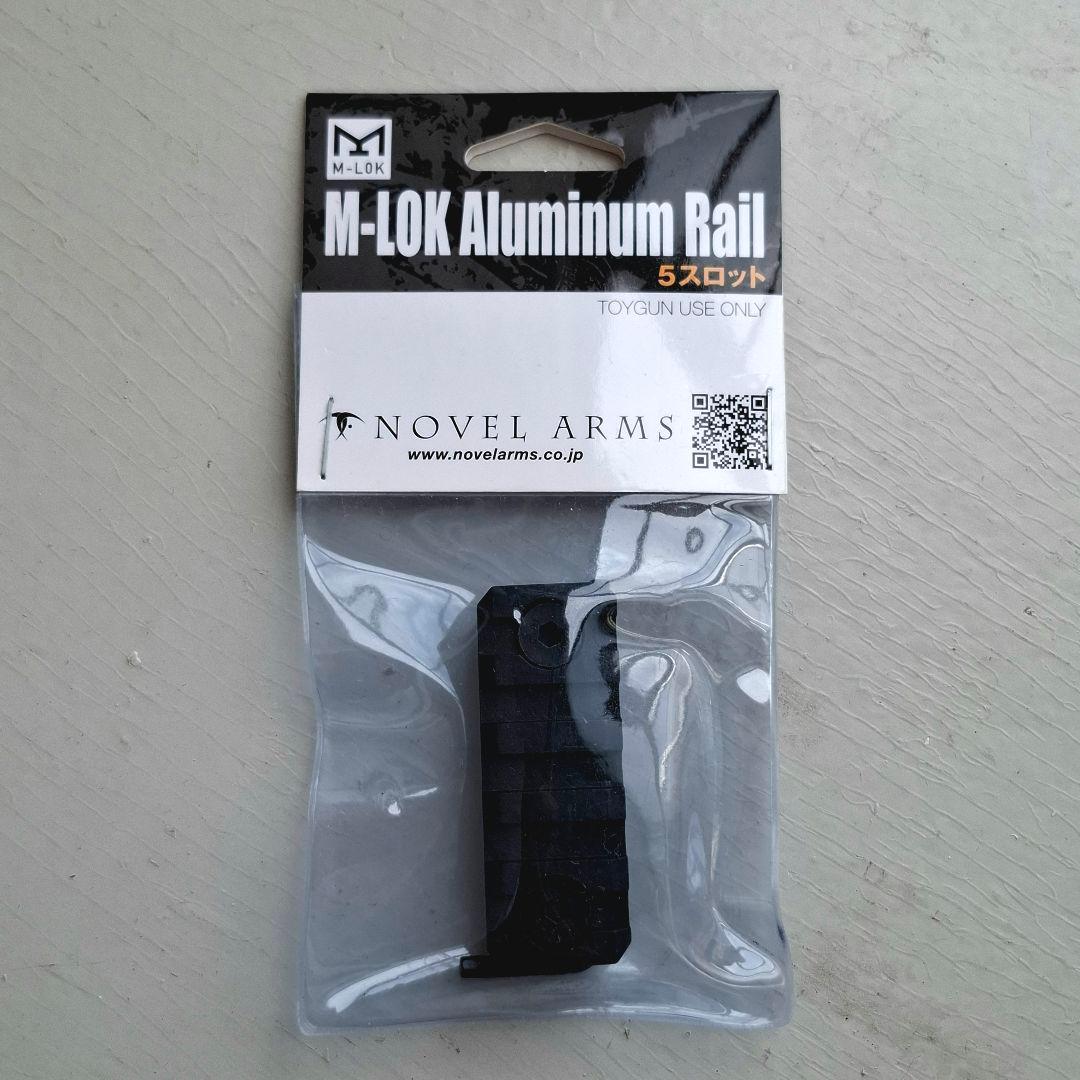 M-LOK
M-LOK Aluminum Rail
5スロット
TOYGUN USE ONLY
NOVEL ARMS
www.novelarms.co.jp